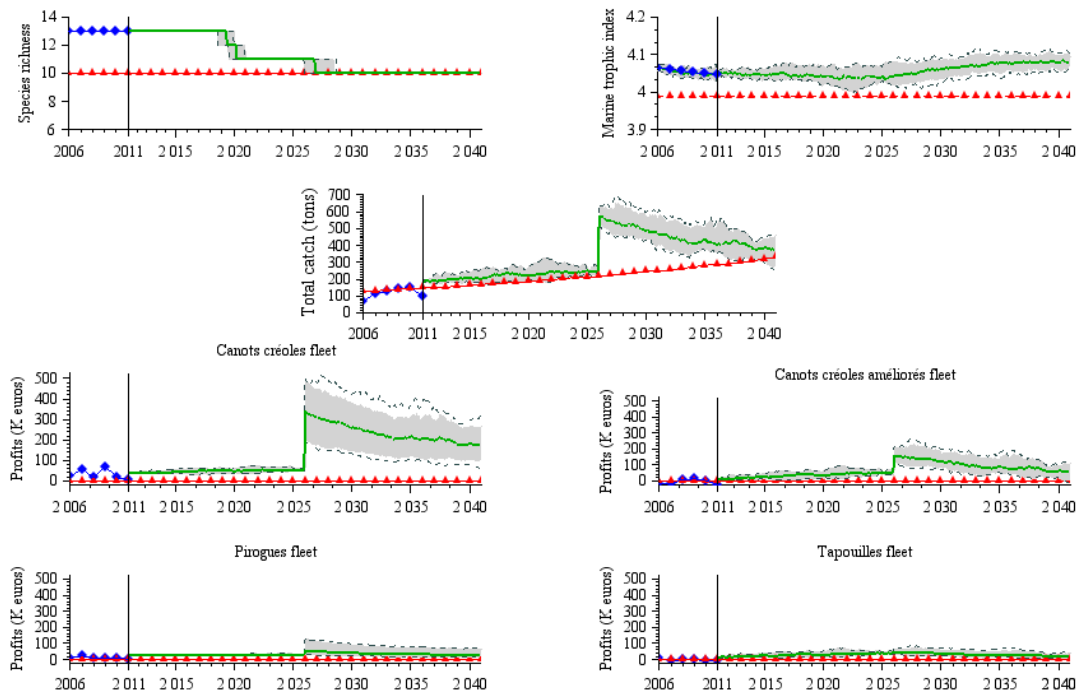 Species richness
14
12
10
8
6
2006 2011 2 015 2 020 2 025 2 030 2 035 2 040
Marine trophic index
4.2
4.1
4
3.9
2 006 2011 2 015 2 020 2 025 2 030 2 035 2 040
Total catch (tons)
700
600
500
400
300
200
100
0
2 006 2011 2 015 2 020 2 025 2 030 2 035 2 040
Canots créoles fleet
Profits (K euros)
500
400
300
200
100
0
2 006 2011 2 015 2 020 2 025 2 030 2 035 2 040
Canots créoles améliorés fleet
Profits (K euros)
500
400
300
200
100
0
2 006 2011 2 015 2 020 2 025 2 030 2 035 2 040
Pirogues fleet
Profits (K euros)
500
400
300
200
100
0
2 006 2011 2 015 2 020 2 025 2 030 2 035 2 040
Tapouilles fleet
Profits (K euros)
500
400
300
200
100
0
2 006 2011 2 015 2 020 2 025 2 030 2 035 2 040